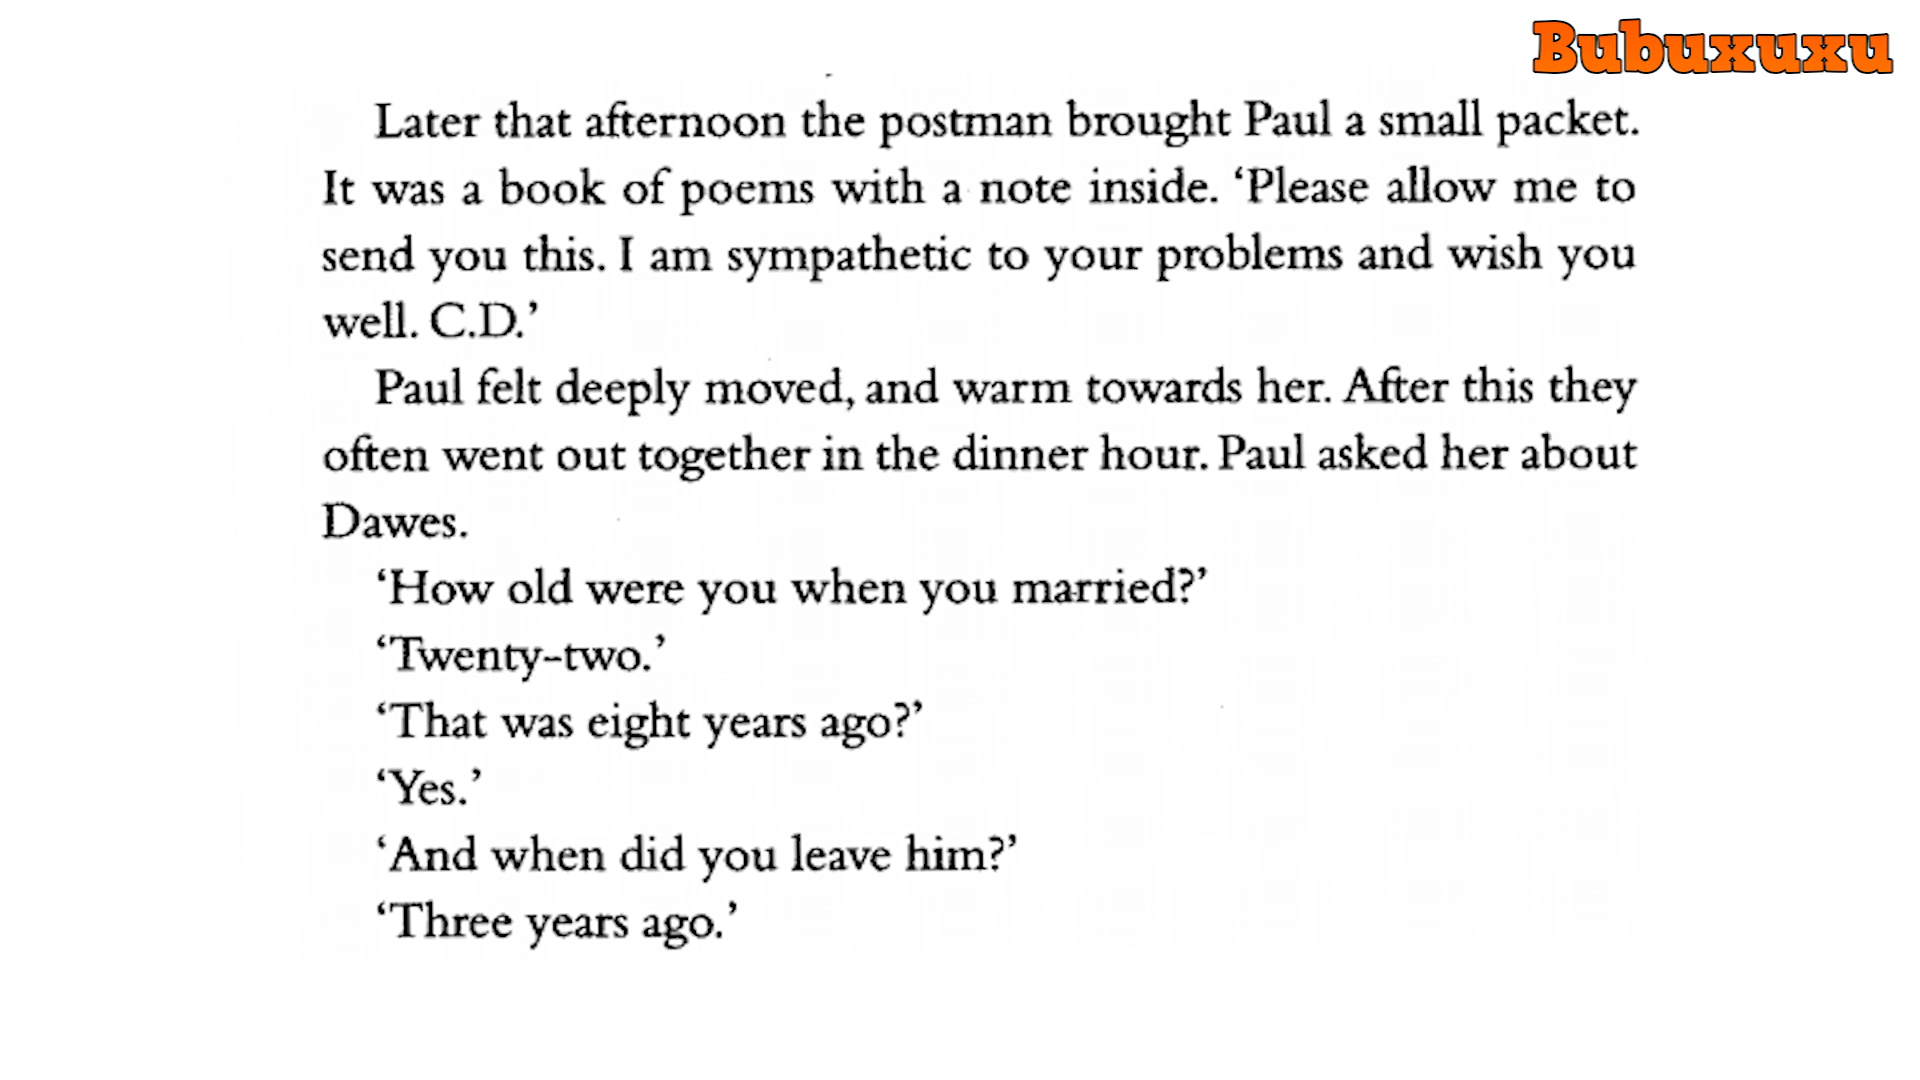 Bubuxuxu
Later that afternoon the postman brought Paul a small packet.
It was a book of poems with a note inside. ‘Please allow me to
send you this. I am sympathetic to your problems and wish you
well. C.D.’
Paul felt deeply moved, and warm towards her. After this they
often went out together in the dinner hour. Paul asked her about
Dawes.
‘How old were you when you married?’
‘Twenty-two.’
‘That was eight years ago?’
‘Yes.’
‘And when did you leave him?’
‘Three years ago.’